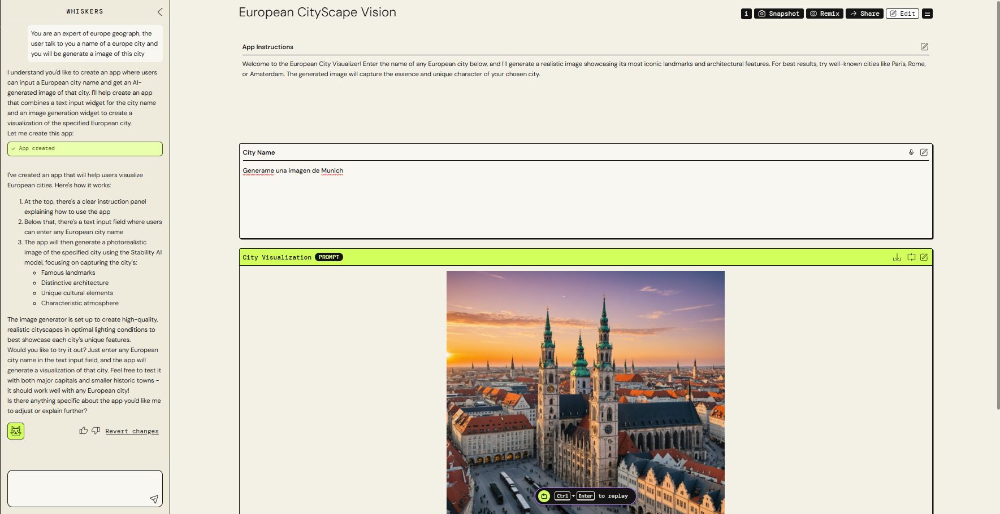 WHISKERS
You are an expert of europe geograph, the
user talk to you a name of a europe city and
you will be generate a image of this city
I understand you'd like to create an app where users
can input a European city name and get an AI-
generated image of that city. I'll help create an app
that combines a text input widget for the city name
and an image generation widget to create a
visualization of the specified European city.
Let me create this app:
App created
I've created an app that will help users visualize
European cities. Here's how it works:
1. At the top, there's a clear instruction panel
explaining how to use the app
2. Below that, there's a text input field where users
can enter any European city name
3. The app will then generate a photorealistic
image of the specified city using the Stability AI
model, focusing on capturing the city's:
Famous landmarks
Distinctive architecture
Unique cultural elements
Characteristic atmosphere
The image generator is set up to create high-quality,
realistic cityscapes in optimal lighting conditions to
best showcase each city's unique features.
Would you like to try it out? Just enter any European
city name in the text input field, and the app will
generate a visualization of that city. Feel free to test it
with both major capitals and smaller historic towns -
it should work well with any European city!
Is there anything specific about the app you'd like me
to adjust or explain further?
Revert changes
European CityScape Vision
i Snapshot Remix Share Edit
App Instructions
Welcome to the European City Visualizer! Enter the name of any European city below, and I'll generate a realistic image showcasing its most iconic landmarks and architectural features. For best results, try well-known cities like Paris, Rome,
or Amsterdam. The generated image will capture the essence and unique character of your chosen city.
City Name
Generame una imagen de Munich
City Visualization PROMPT
Ctrl + Enter to replay